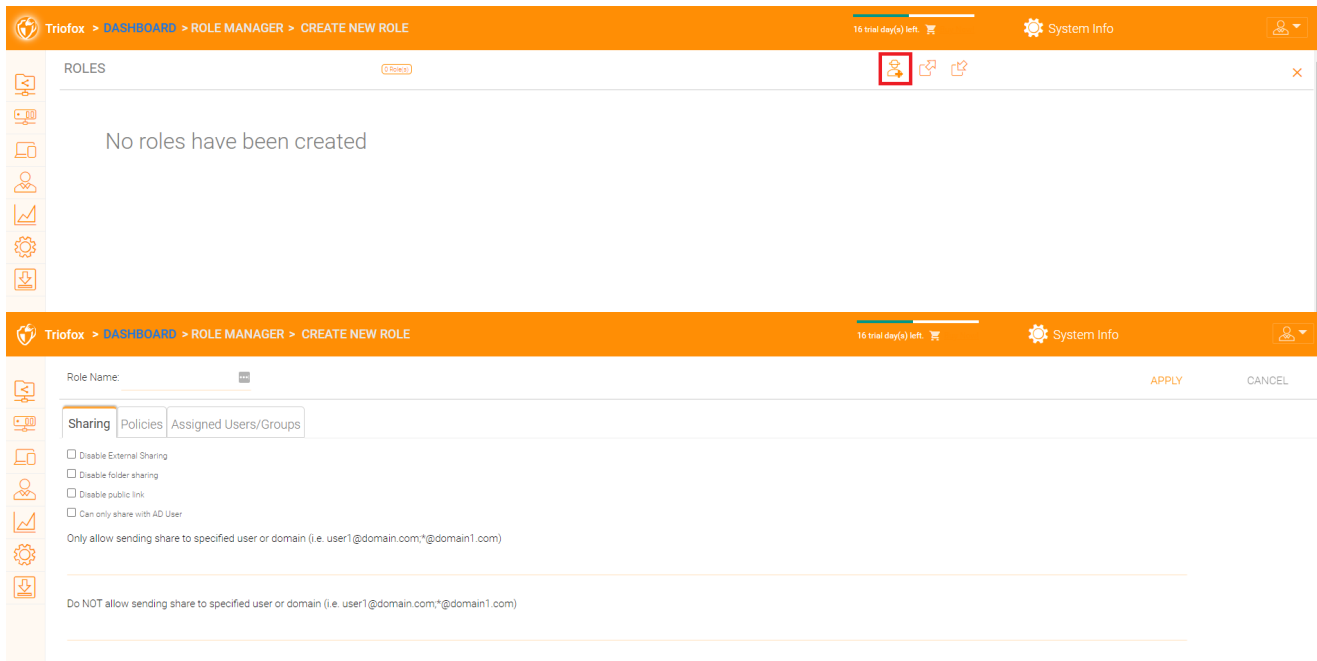 Triofox > DASHBOARD > ROLE MANAGER > CREATE NEW ROLE
16 trial day(s) left.
System Info
ROLES
0 Role(s)
No roles have been created
Triofox > DASHBOARD > ROLE MANAGER > CREATE NEW ROLE
16 trial day(s) left.
System Info
Role Name:
APPLY
CANCEL
Sharing
Policies
Assigned Users/Groups
Disable External Sharing
Disable folder sharing
Disable public link
Can only share with AD User
Only allow sending share to specified user or domain (i.e. user1@domain.com;*@domain1.com)
Do NOT allow sending share to specified user or domain (i.e. user1@domain.com;*@domain1.com)